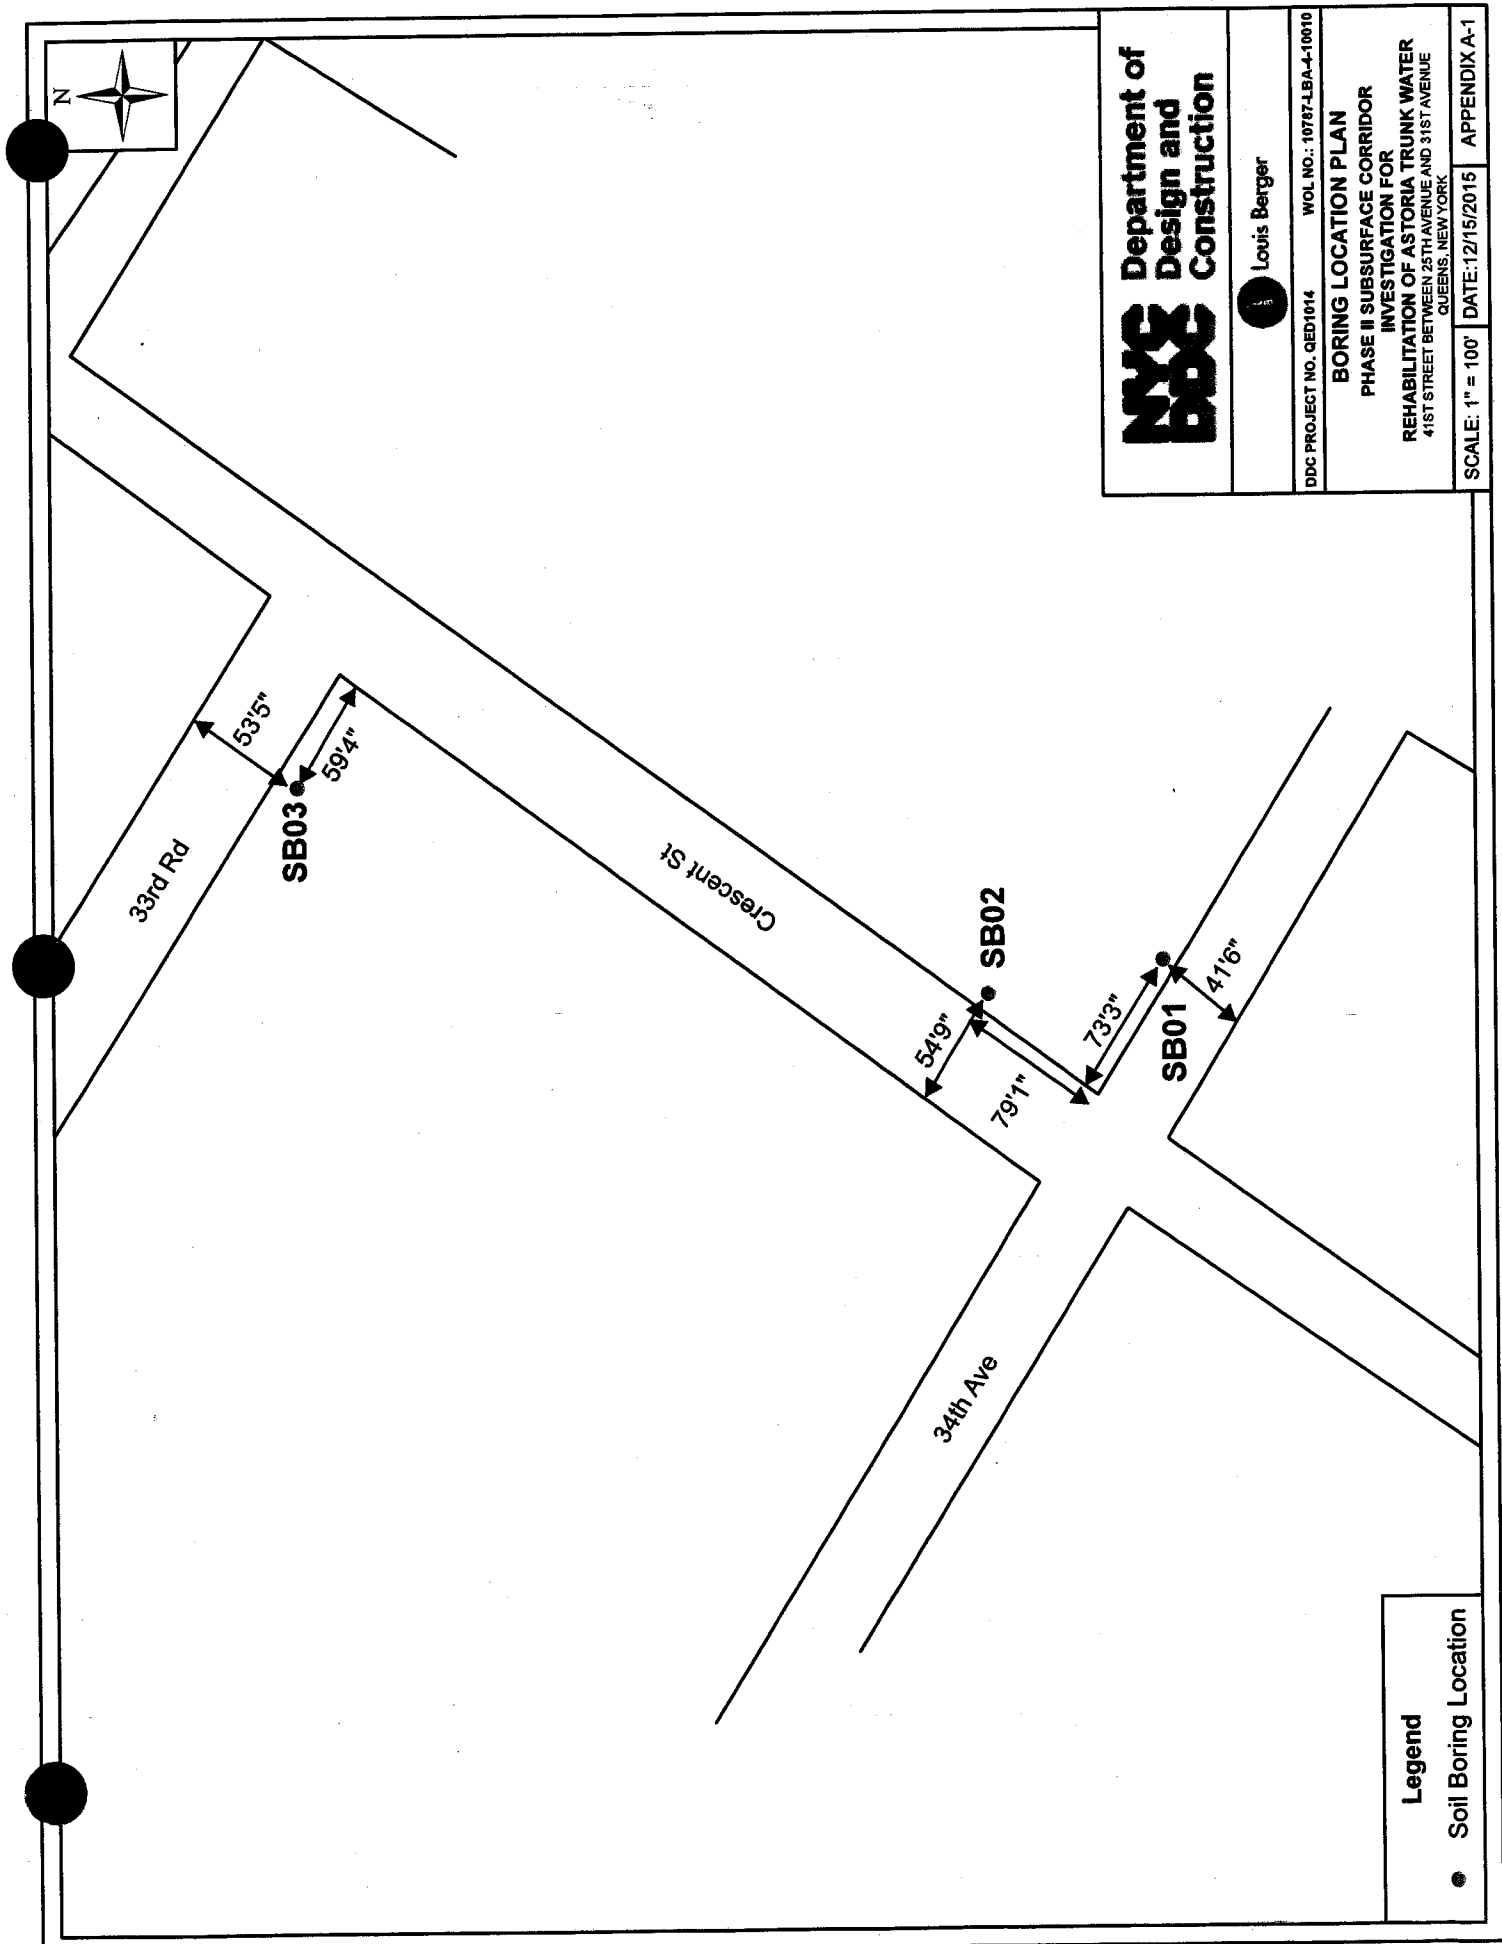 N
33rd Rd
53'5"
59'4"
SB03
Crescent St
SB02
54'9"
79'1"
73'3"
SB01
41'6"
34th Ave
Legend
Soil Boring Location
NYC DDC
Department of
Design and
Construction
Louis Berger
DDC PROJECT NO. QED1014 WOL NO.: 10787-LBA-4-10010
BORING LOCATION PLAN
PHASE II SUBSURFACE CORRIDOR
INVESTIGATION FOR
REHABILITATION OF ASTORIA TRUNK WATER
41ST STREET BETWEEN 25TH AVENUE AND 31ST AVENUE
QUEENS, NEW YORK
SCALE: 1" = 100' DATE:12/15/2015 APPENDIX A-1